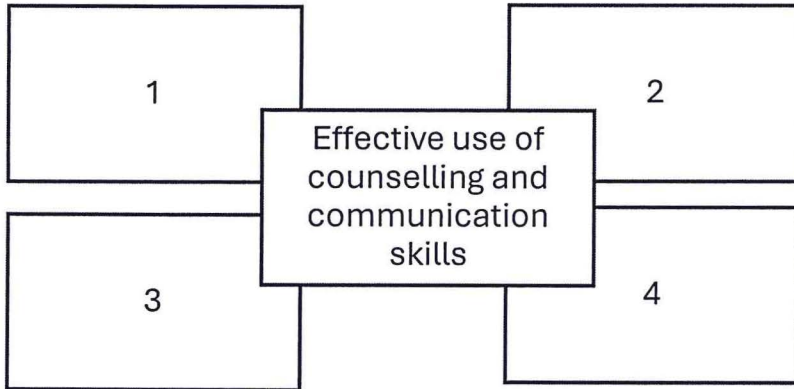 1
2
Effective use of
counselling and
communication
skills
3
4